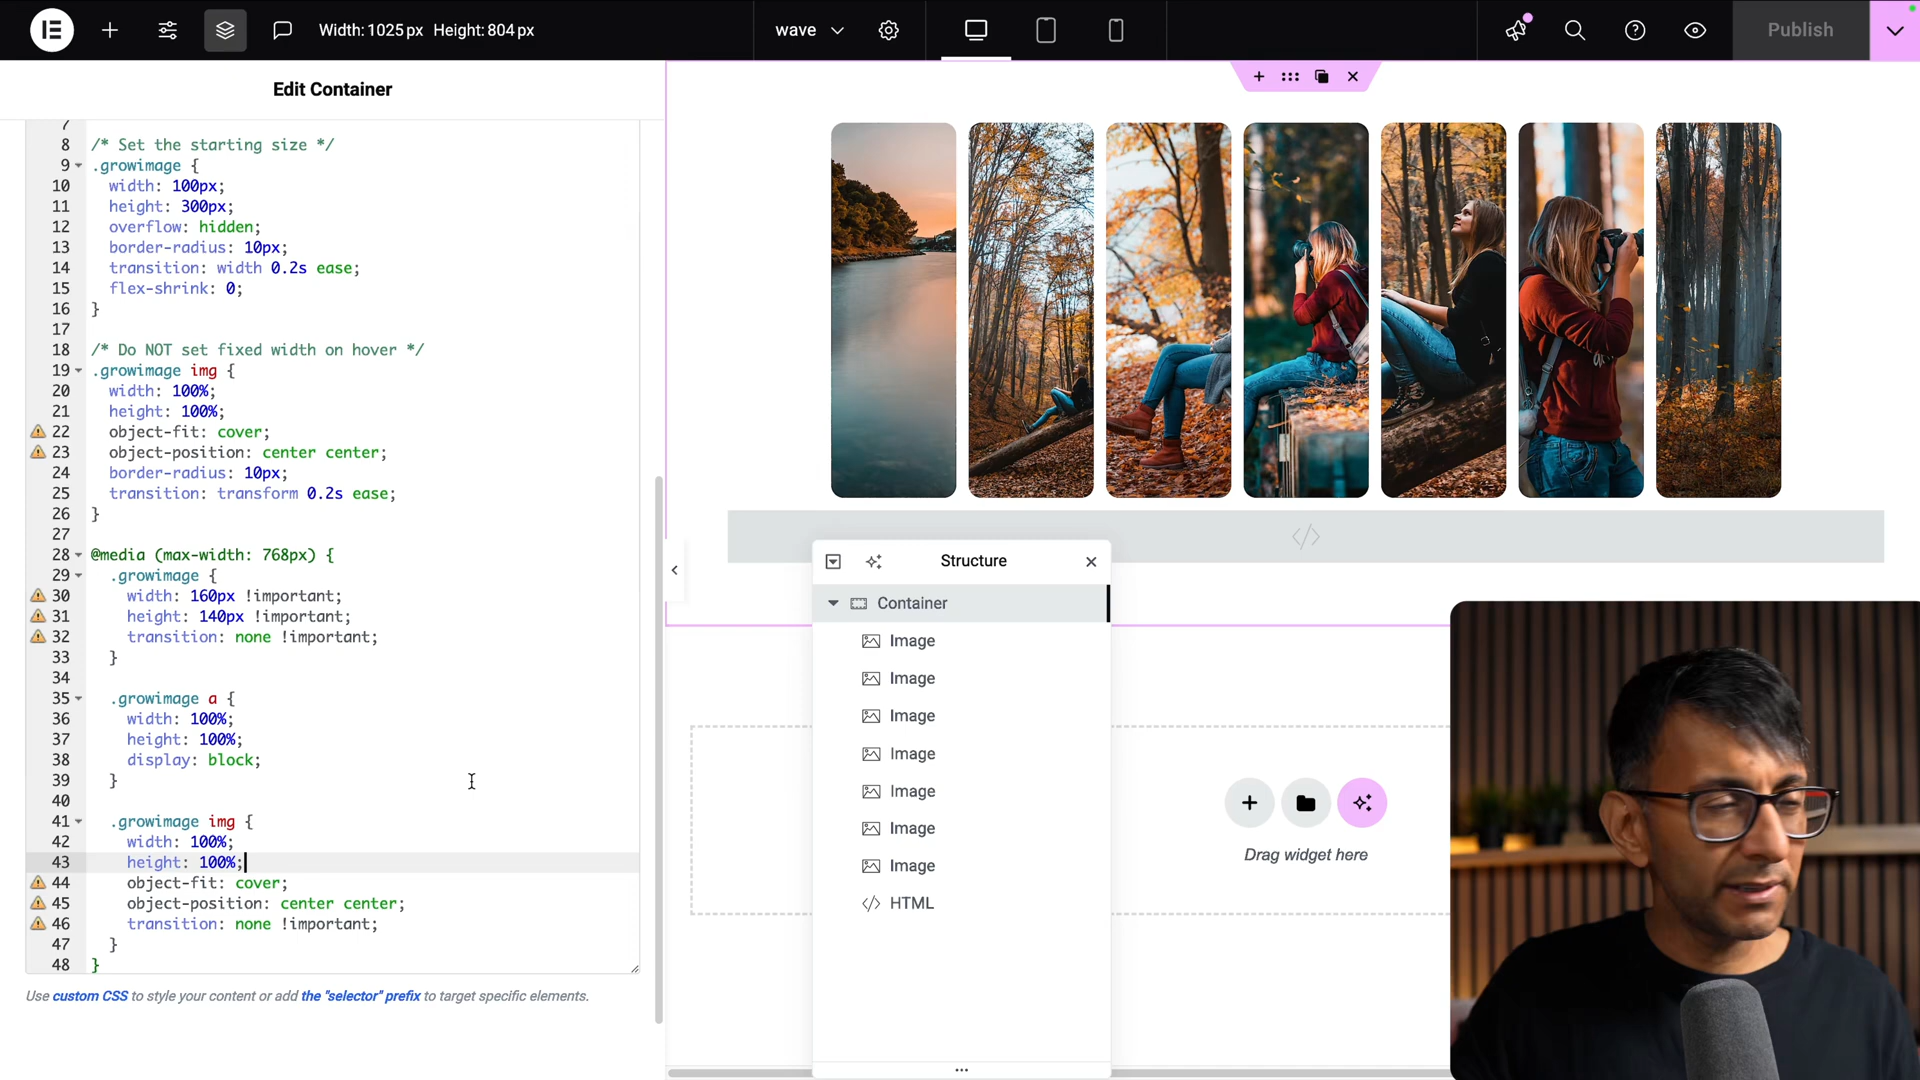 Width: 1025 px Height: 804 px
wave
Publish
Edit Container
7
8 /* Set the starting size */
9 .growimage {
10 width: 100px;
11 height: 300px;
12 overflow: hidden;
13 border-radius: 10px;
14 transition: width 0.2s ease;
15 flex-shrink: 0;
16 }
17
18 /* Do NOT set fixed width on hover */
19 .growimage img {
20 width: 100%;
21 height: 100%;
22 object-fit: cover;
23 object-position: center center;
24 border-radius: 10px;
25 transition: transform 0.2s ease;
26 }
27
28 @media (max-width: 768px) {
29 .growimage {
30 width: 160px !important;
31 height: 140px !important;
32 transition: none !important;
33 }
34
35 .growimage a {
36 width: 100%;
37 height: 100%;
38 display: block;
39 }
40
41 .growimage img {
42 width: 100%;
43 height: 100%;
44 object-fit: cover;
45 object-position: center center;
46 transition: none !important;
47 }
48 }
Use custom CSS to style your content or add the "selector" prefix to target specific elements.
Structure
Container
Image
Image
Image
Image
Image
Image
Image
HTML
Drag widget here